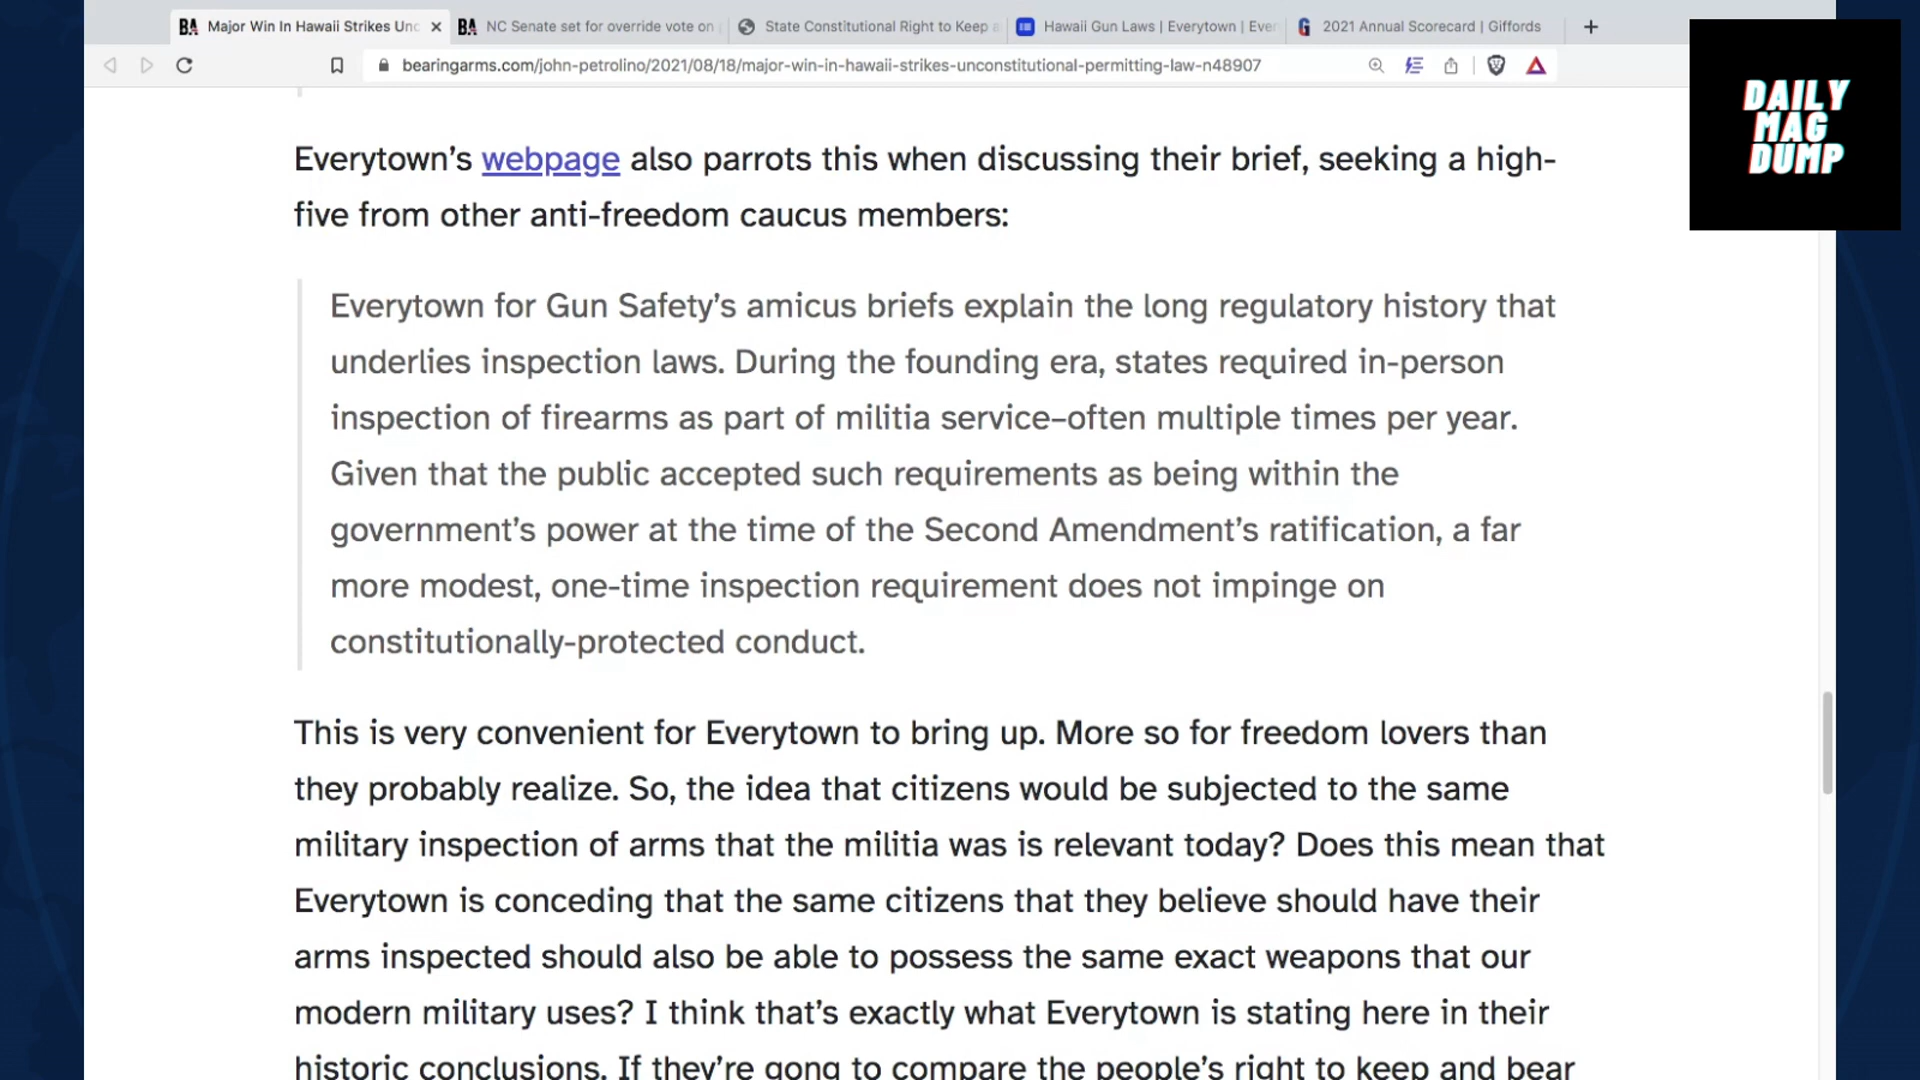 Major Win In Hawaii Strikes Unc
NC Senate set for override vote on
State Constitutional Right to Keep a
Hawaii Gun Laws | Everytown | Ever
2021 Annual Scorecard | Giffords
bearingarms.com/john-petrolino/2021/08/18/major-win-in-hawaii-strikes-unconstitutional-permitting-law-n48907
DAILY
MAG
DUMP
Everytown’s webpage also parrots this when discussing their brief, seeking a high-
five from other anti-freedom caucus members:
Everytown for Gun Safety’s amicus briefs explain the long regulatory history that
underlies inspection laws. During the founding era, states required in-person
inspection of firearms as part of militia service–often multiple times per year.
Given that the public accepted such requirements as being within the
government’s power at the time of the Second Amendment’s ratification, a far
more modest, one-time inspection requirement does not impinge on
constitutionally-protected conduct.
This is very convenient for Everytown to bring up. More so for freedom lovers than
they probably realize. So, the idea that citizens would be subjected to the same
military inspection of arms that the militia was is relevant today? Does this mean that
Everytown is conceding that the same citizens that they believe should have their
arms inspected should also be able to possess the same exact weapons that our
modern military uses? I think that’s exactly what Everytown is stating here in their
historic conclusions. If they’re gong to compare the people’s right to keep and bear